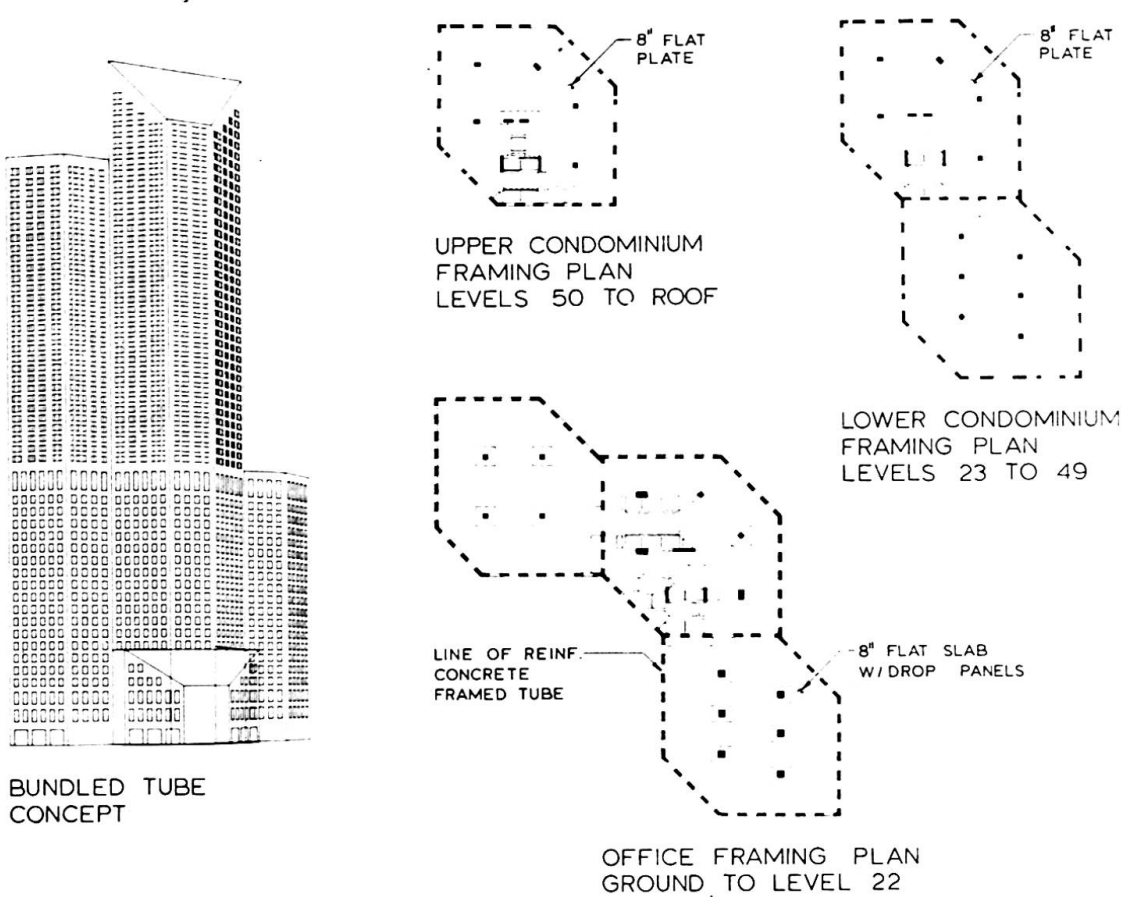 8" FLAT
PLATE
UPPER CONDOMINIUM
FRAMING PLAN
LEVELS 50 TO ROOF
8" FLAT
PLATE
LOWER CONDOMINIUM
FRAMING PLAN
LEVELS 23 TO 49
LINE OF REINF.
CONCRETE
FRAMED TUBE
8" FLAT SLAB
W/DROP PANELS
BUNDLED TUBE
CONCEPT
OFFICE FRAMING PLAN
GROUND TO LEVEL 22